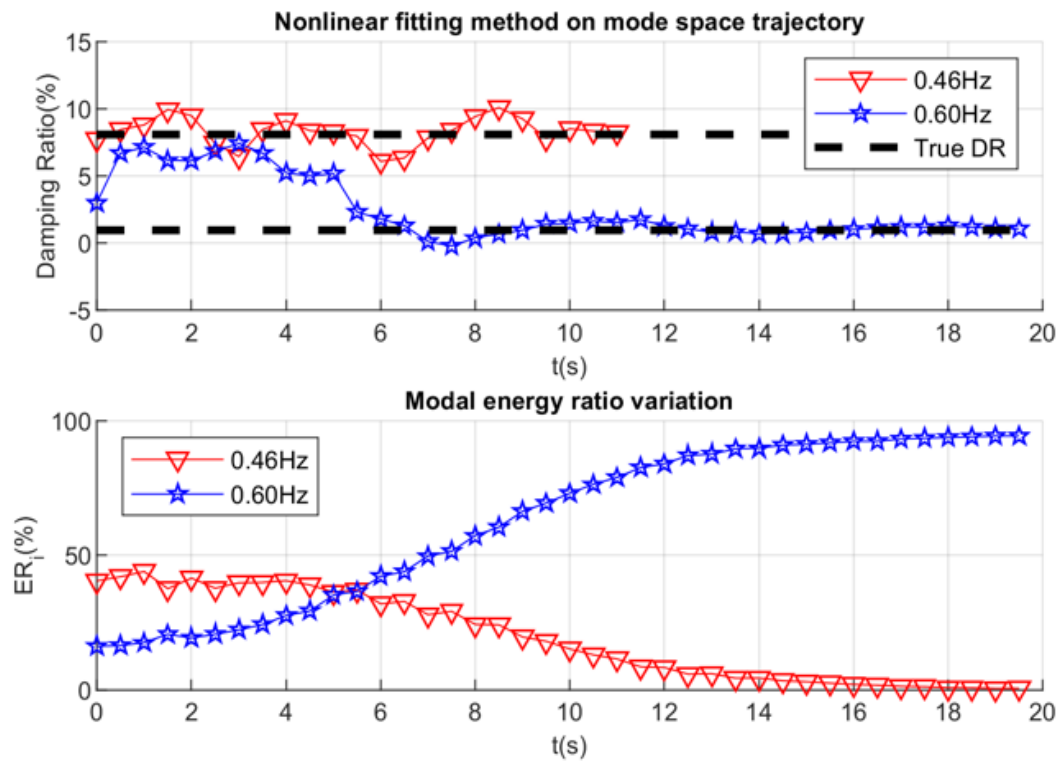 Nonlinear fitting method on mode space trajectory
15
10
5
0
-5
Damping Ratio(%)
0.46Hz
0.60Hz
True DR
0 2 4 6 8 10 12 14 16 18 20
t(s)
Modal energy ratio variation
100
50
0
ERi(%)
0.46Hz
0.60Hz
0 2 4 6 8 10 12 14 16 18 20
t(s)